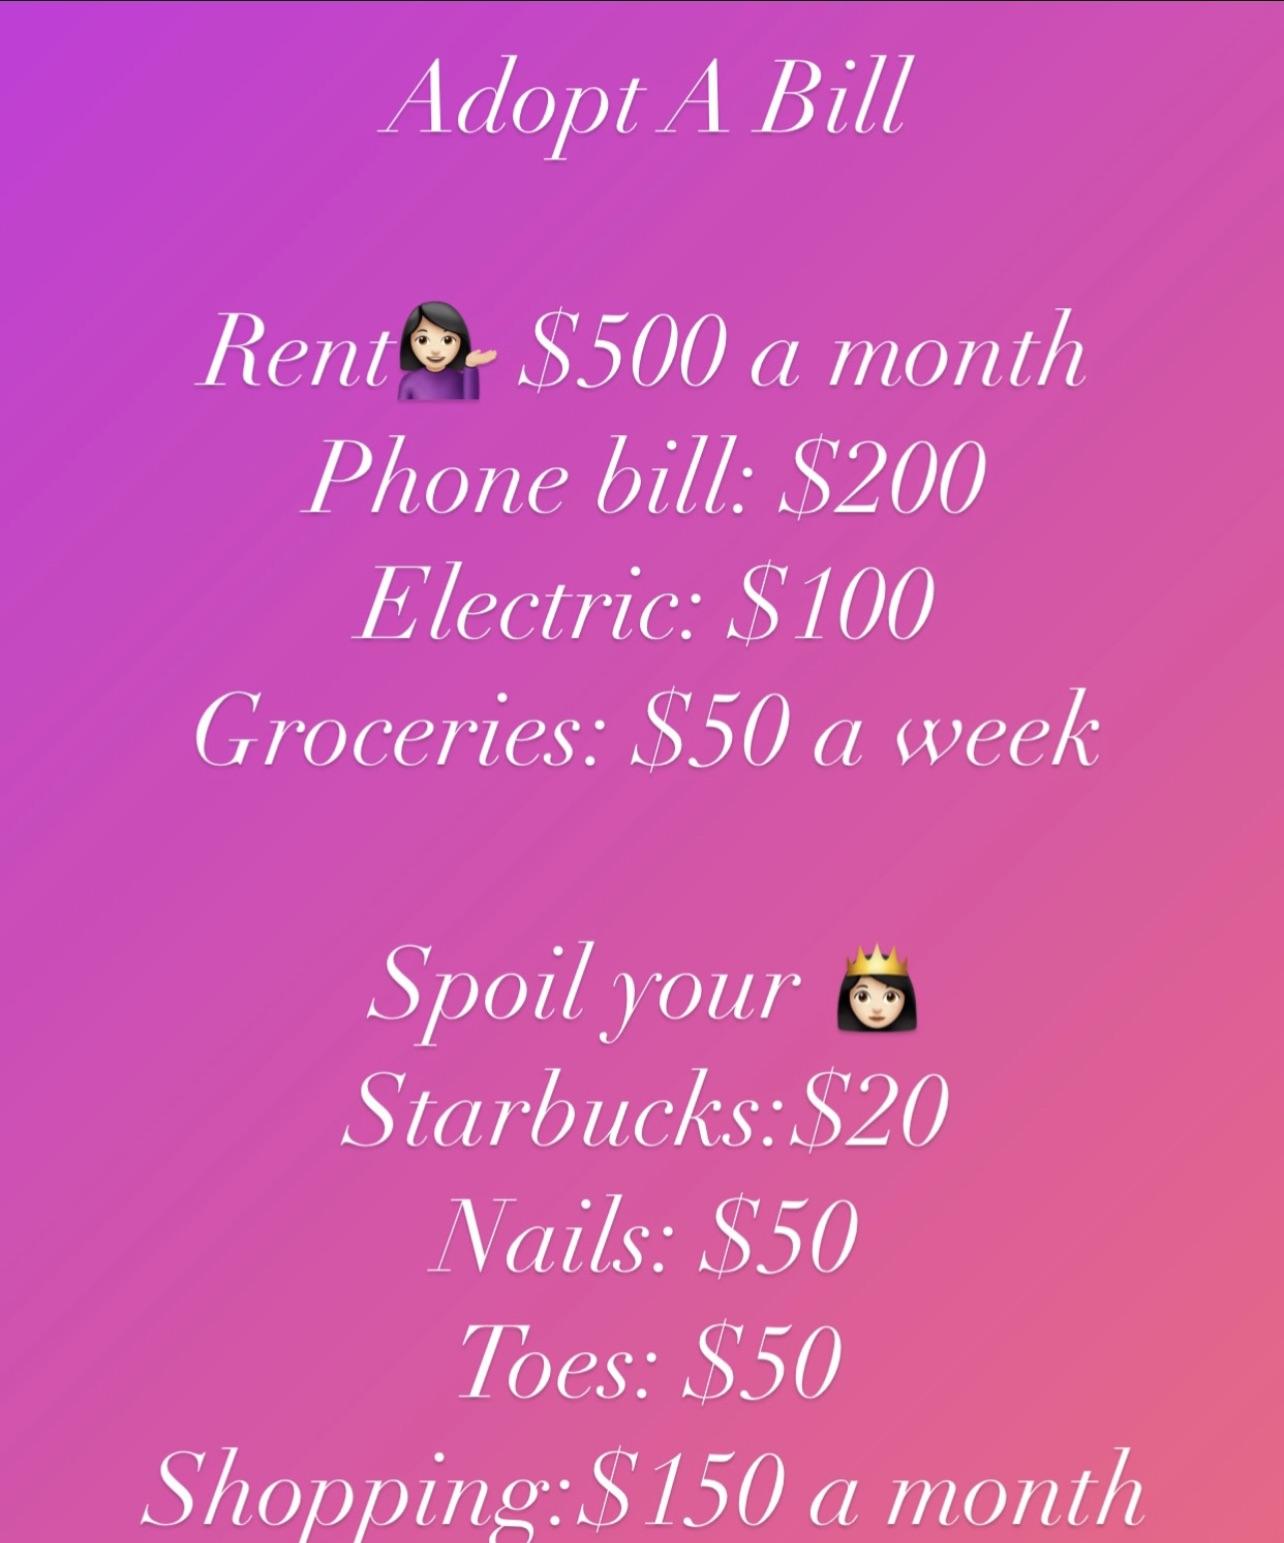 Adopt A Bill
Rent💁🏻‍♀️ $500 a month
Phone bill: $200
Electric: $100
Groceries: $50 a week
Spoil your 👸🏻
Starbucks:$20
Nails: $50
Toes: $50
Shopping:$150 a month